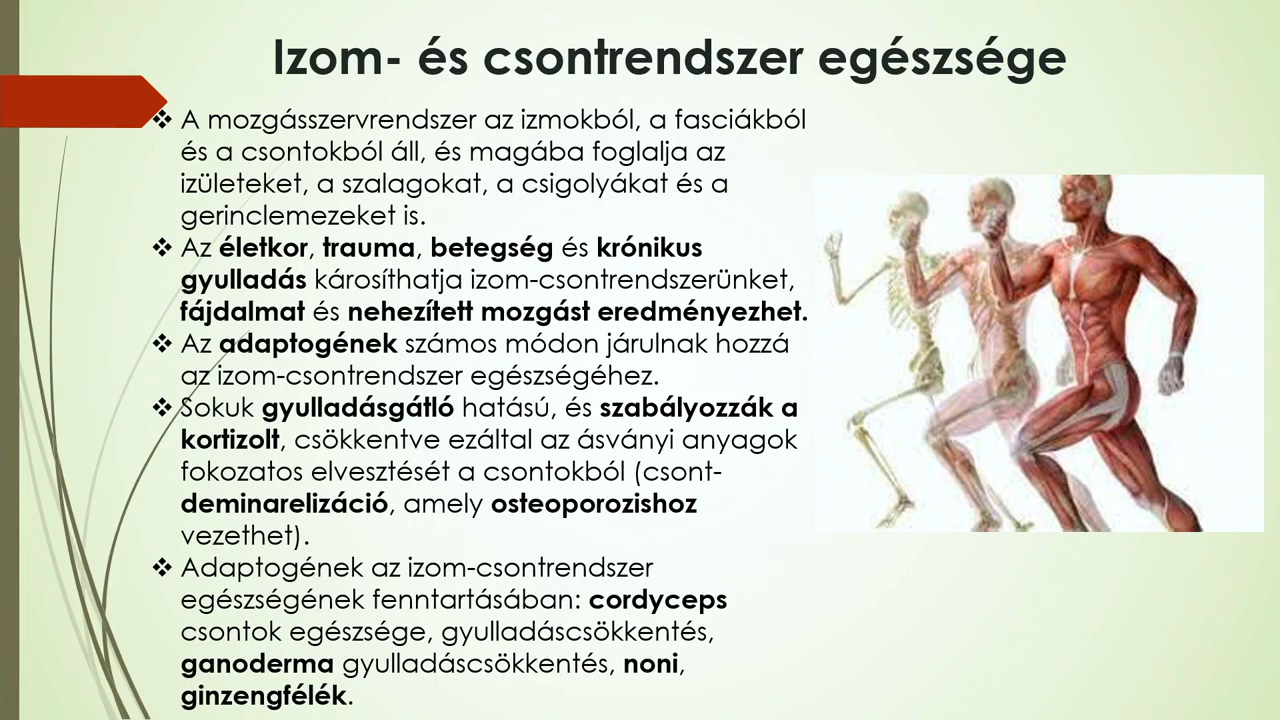 Izom- és csontrendszer egészsége
❖ A mozgásszervrendszer az izmokból, a fasciákból
és a csontokból áll, és magába foglalja az
izületeket, a szalagokat, a csigolyákat és a
gerinclemezeket is.
❖ Az életkor, trauma, betegség és krónikus
gyulladás károsíthatja izom-csontrendszerünket,
fájdalmat és nehezített mozgást eredményezhet.
❖ Az adaptogének számos módon járulnak hozzá
az izom-csontrendszer egészségéhez.
❖ Sokuk gyulladásgátló hatású, és szabályozzák a
kortizolt, csökkentve ezáltal az ásványi anyagok
fokozatos elvesztését a csontokból (csont-
deminarelizáció, amely osteoporozishoz
vezethet).
❖ Adaptogének az izom-csontrendszer
egészségének fenntartásában: cordyceps
csontok egészsége, gyulladáscsökkentés,
ganoderma gyulladáscsökkentés, noni,
ginzengfélék.